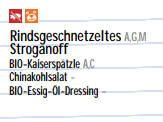 Rindsgeschnetzeltes A,G,M
Stroganoff
BIO-Kaiserspätzle A,C
Chinakohlsalat –
BIO-Essig-Öl-Dressing –